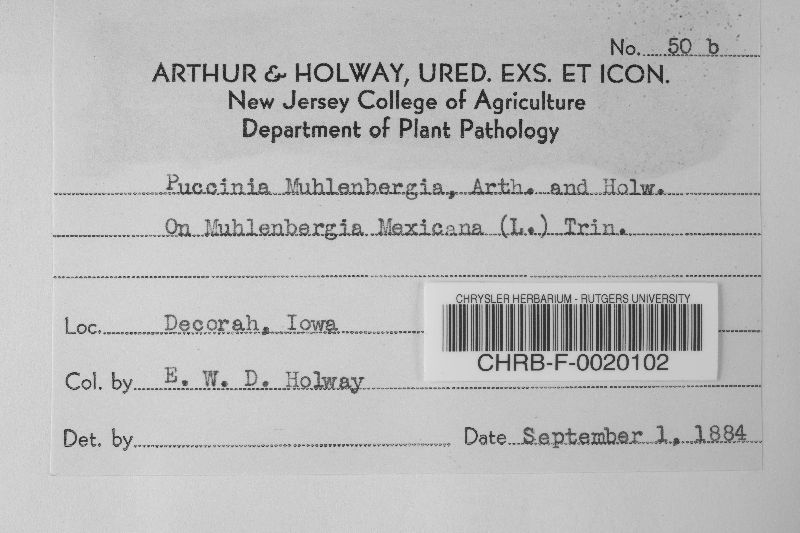 No. 50 b
ARTHUR & HOLWAY, URED. EXS. ET ICON.
New Jersey College of Agriculture
Department of Plant Pathology
Puccinia Muhlenbergia, Arth. and Holw.
On Muhlenbergia Mexicana (L.) Trin.
CHRYSLER HERBARIUM - RUTGERS UNIVERSITY
Loc. Decorah, Iowa
CHRB-F-0020102
Col. by E. W. D. Holway
Det. by
Date September 1, 1884